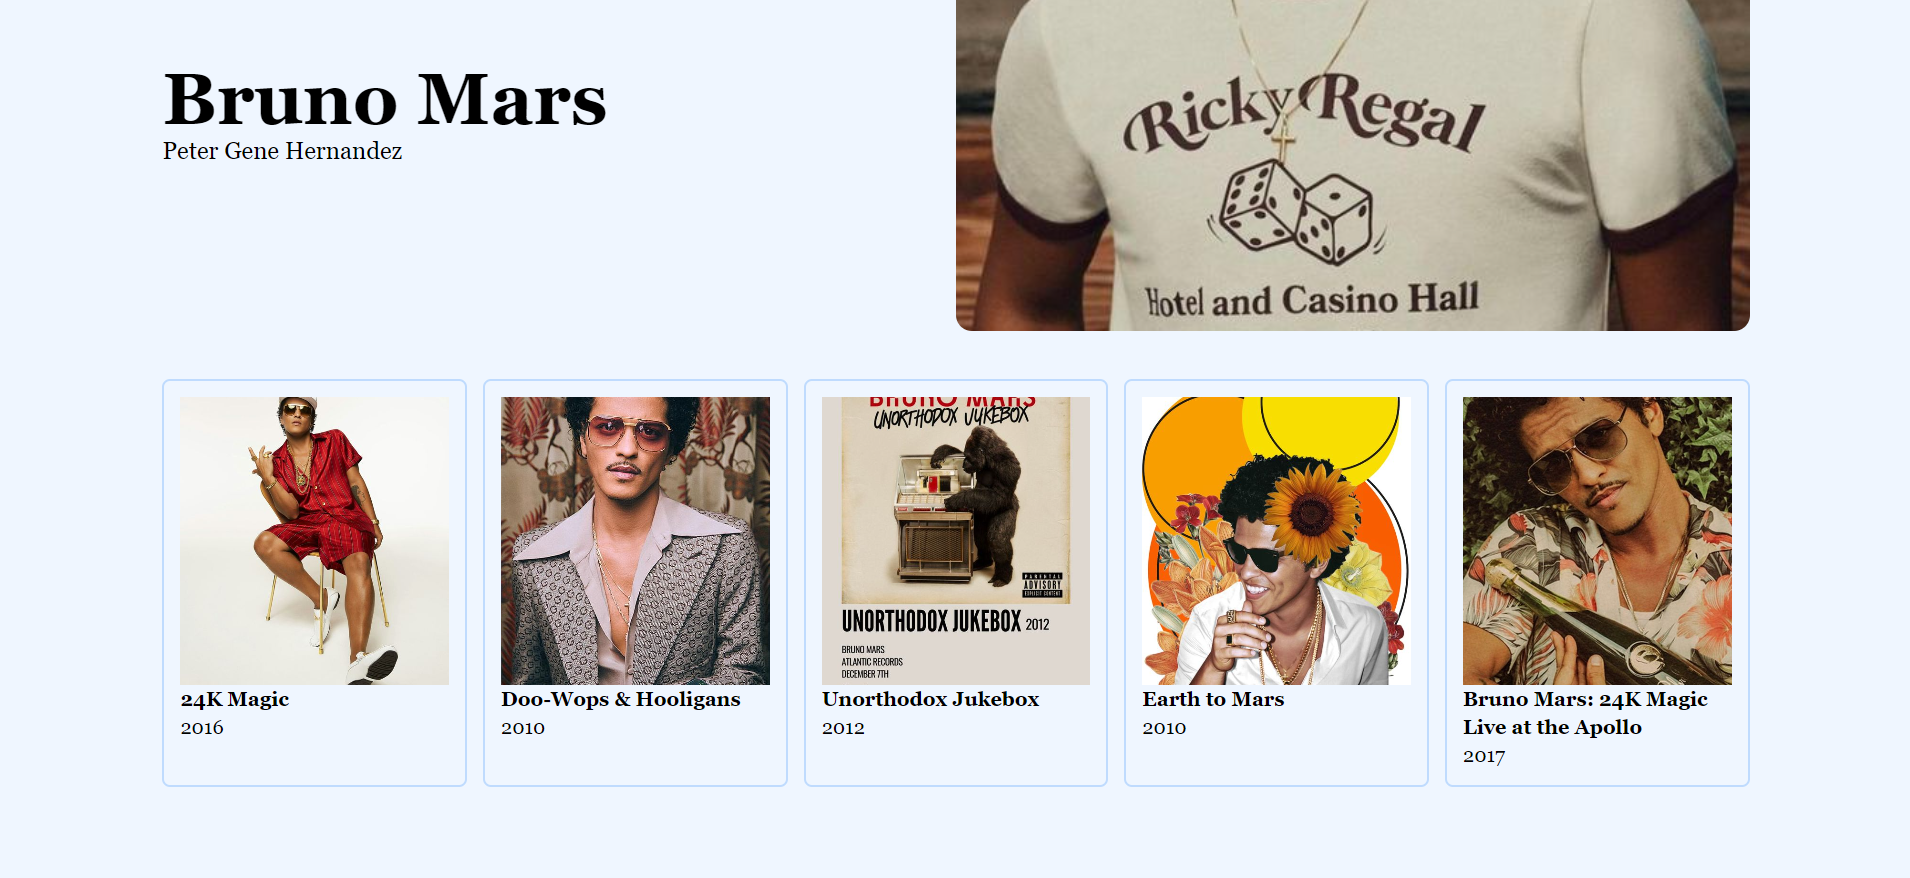 Bruno Mars
Peter Gene Hernandez
Ricky Regal
Hotel and Casino Hall
BRUNO MARS
UNORTHODOX JUKEBOX
PARENTAL
ADVISORY
EXPLICIT CONTENT
UNORTHODOX JUKEBOX 2012
BRUNO MARS
ATLANTIC RECORDS
DECEMBER 7TH
24K Magic
2016
Doo-Wops & Hooligans
2010
Unorthodox Jukebox
2012
Earth to Mars
2010
Bruno Mars: 24K Magic
Live at the Apollo
2017